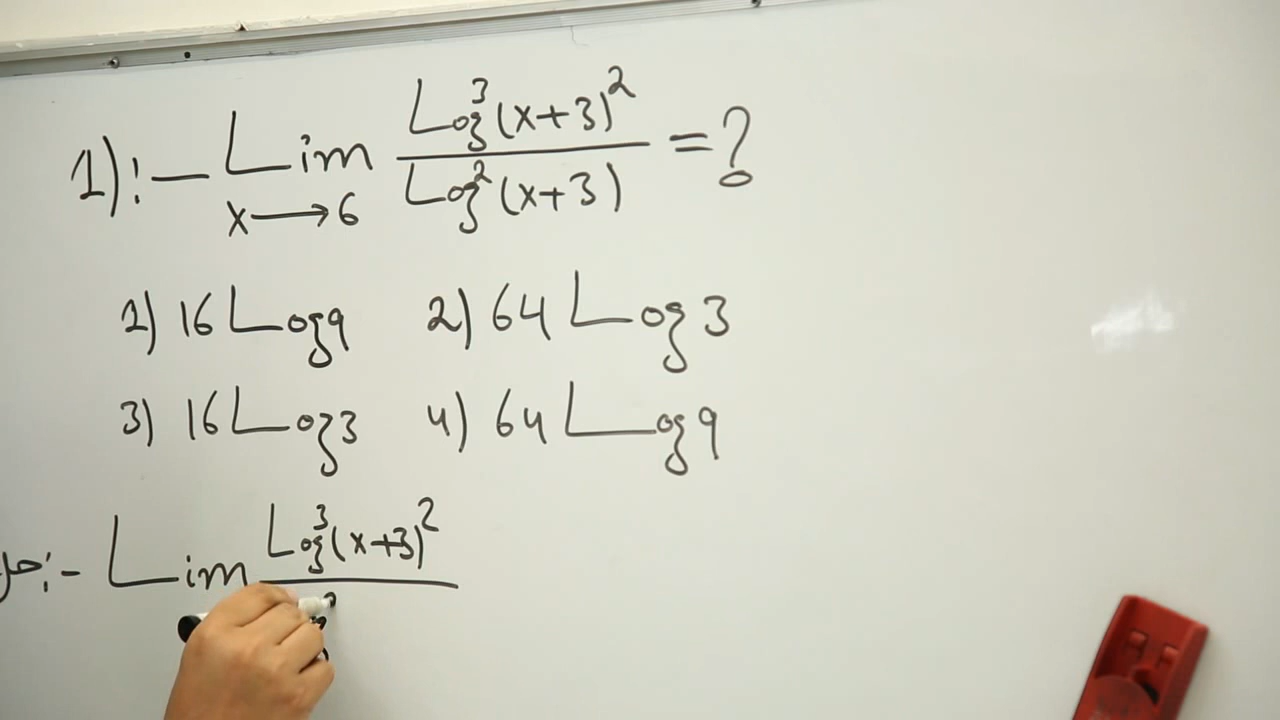 1):- Lim Log³(x+3)² / Log²(x+3) = ?
x→6
1) 16 Log9 2) 64 Log3
3) 16 Log3 4) 64 Log9
حل:- Lim Log³(x+3)²